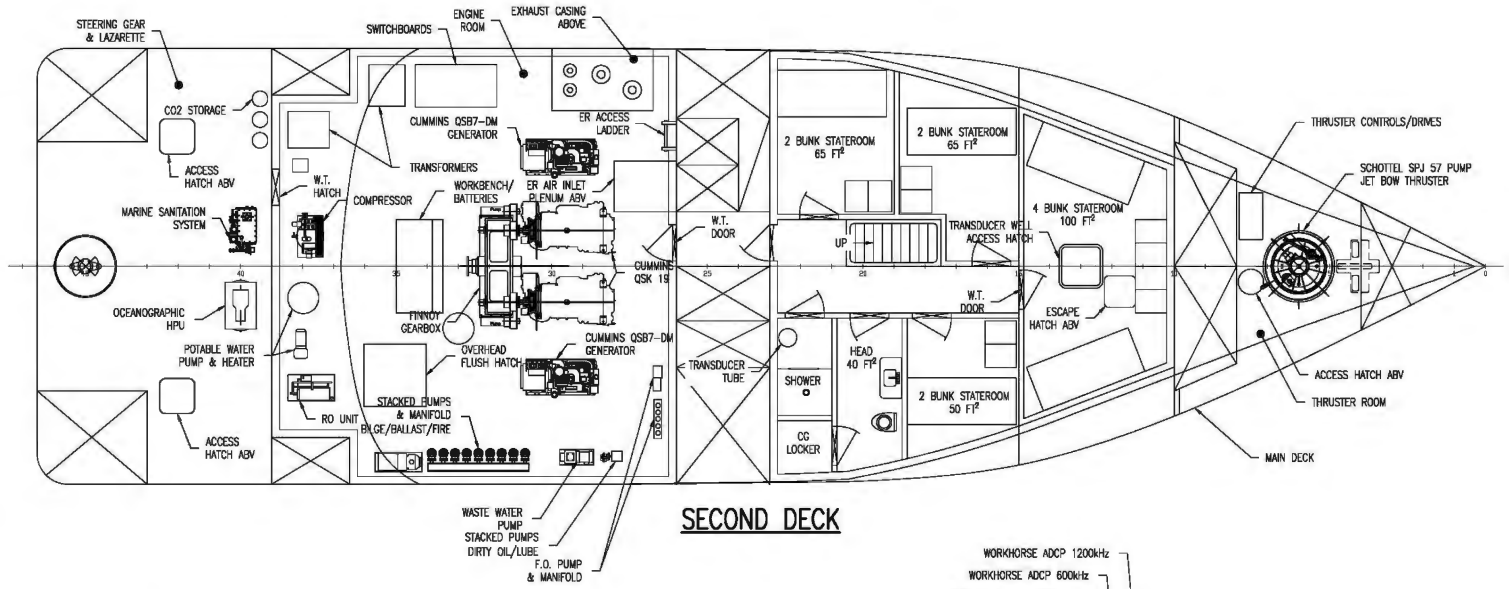 STEERING GEAR
& LAZARETTE
SWITCHBOARDS
ENGINE
ROOM
EXHAUST CASING
ABOVE
CO2 STORAGE
CUMMINS QSB7-DM
GENERATOR
ER ACCESS
LADDER
2 BUNK STATEROOM
65 FT²
2 BUNK STATEROOM
65 FT²
THRUSTER CONTROLS/DRIVES
ACCESS
HATCH ABV
TRANSFORMERS
SCHOTTEL SPJ 57 PUMP
JET BOW THRUSTER
W.T.
HATCH
COMPRESSOR
WORKBENCH/
BATTERIES
ER AIR INLET
PLENUM ABV
4 BUNK STATEROOM
100 FT²
MARINE SANITATION
SYSTEM
Pump
W.T.
DOOR
UP
TRANSDUCER WELL
ACCESS HATCH
40
35
30
25
20
15
10
5
0
CUMMINS
QSK 19
OCEANOGRAPHIC
HPU
FINNOY
GEARBOX
Pump
W.T.
DOOR
ESCAPE
HATCH ABV
POTABLE WATER
PUMP & HEATER
OVERHEAD
FLUSH HATCH
CUMMINS QSB7-DM
GENERATOR
TRANSDUCER
TUBE
HEAD
40 FT²
SHOWER
2 BUNK STATEROOM
50 FT²
ACCESS HATCH ABV
THRUSTER ROOM
RO UNIT
STACKED PUMPS
& MANIFOLD
BILGE/BALLAST/FIRE
CG
LOCKER
ACCESS
HATCH ABV
MAIN DECK
WASTE WATER
PUMP
STACKED PUMPS
DIRTY OIL/LUBE
F.O. PUMP
& MANIFOLD
SECOND DECK
WORKHORSE ADCP 1200kHz
WORKHORSE ADCP 600kHz